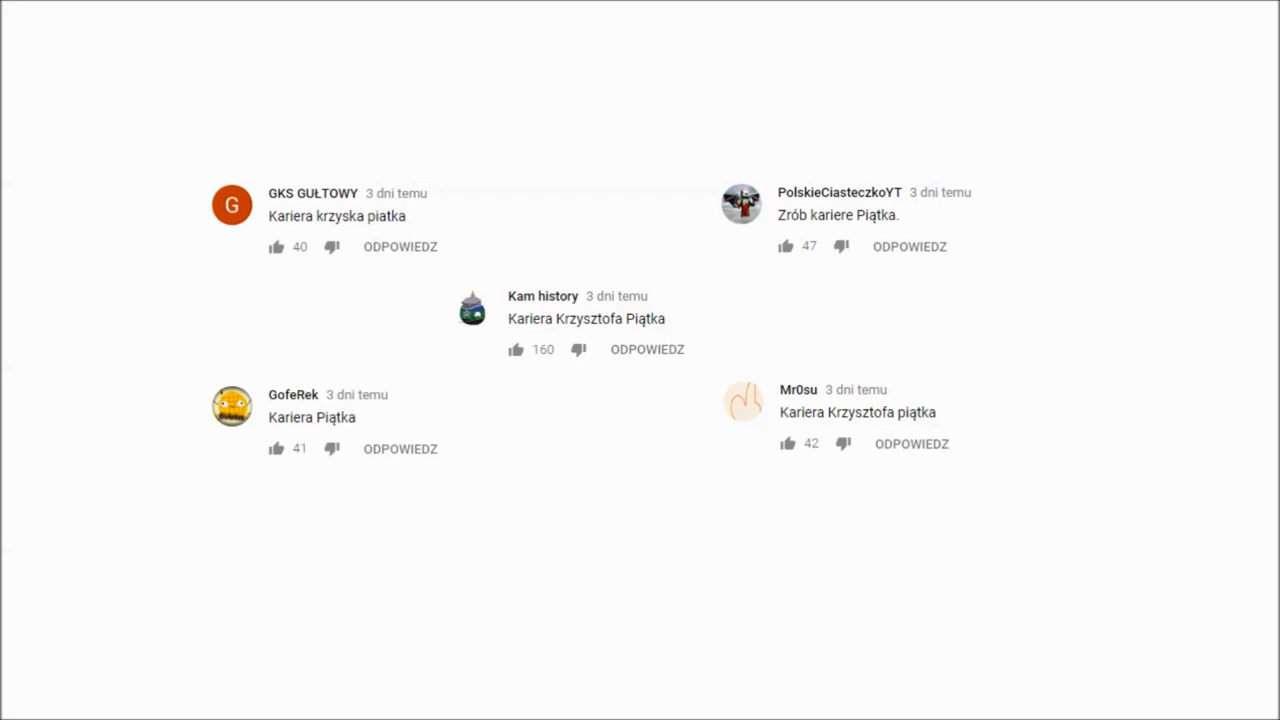 GKS GUŁTOWY 3 dni temu
Kariera krzyska piatka
40 ODPOWIEDZ
PolskieCiasteczkoYT 3 dni temu
Zrób kariere Piątka.
47 ODPOWIEDZ
Kam history 3 dni temu
Kariera Krzysztofa Piątka
160 ODPOWIEDZ
GofeRek 3 dni temu
Kariera Piątka
41 ODPOWIEDZ
Mr0su 3 dni temu
Kariera Krzysztofa piątka
42 ODPOWIEDZ
G